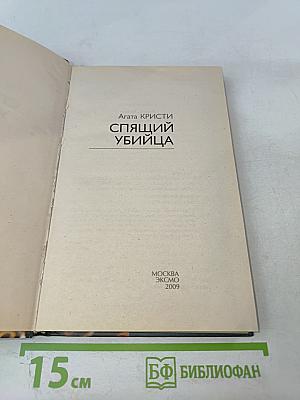 Агата КРИСТИ
СПЯЩИЙ
УБИЙЦА
МОСКВА
ЭКСМО
2009
15 см
БФ БИБЛИОФАН